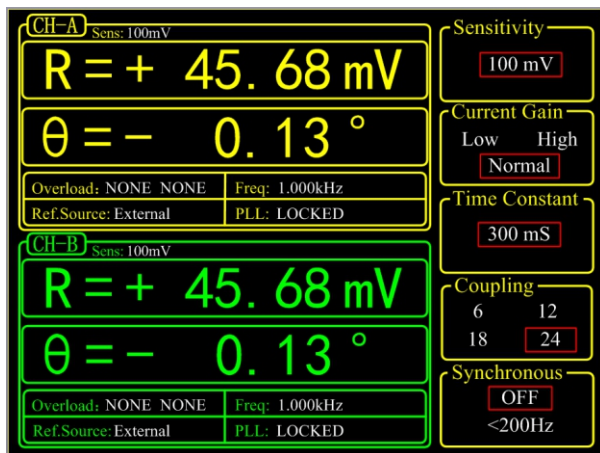 CH-A Sens: 100mV
R = + 45. 68 mV
θ = - 0. 13 °
Overload: NONE NONE Freq: 1.000kHz
Ref.Source: External PLL: LOCKED
CH-B Sens: 100mV
R = + 45. 68 mV
θ = - 0. 13 °
Overload: NONE NONE Freq: 1.000kHz
Ref.Source: External PLL: LOCKED
Sensitivity
100 mV
Current Gain
Low High
Normal
Time Constant
300 mS
Coupling
6 12
18 24
Synchronous
OFF
<200Hz